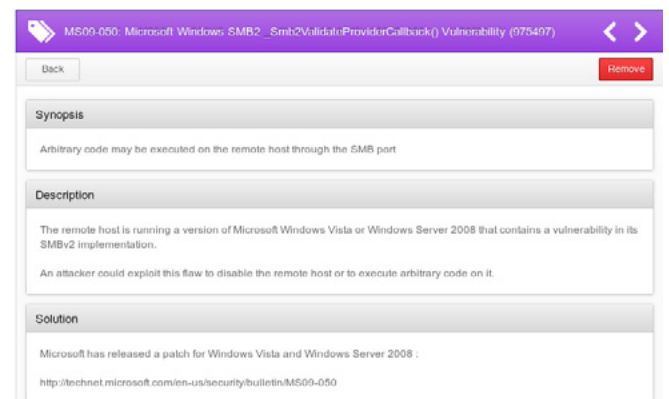 MS09-050: Microsoft Windows SMB2 _Smb2ValidateProviderCallback() Vulnerability (975497)
Back
Remove
Synopsis
Arbitrary code may be executed on the remote host through the SMB port
Description
The remote host is running a version of Microsoft Windows Vista or Windows Server 2008 that contains a vulnerability in its
SMBv2 implementation.
An attacker could exploit this flaw to disable the remote host or to execute arbitrary code on it.
Solution
Microsoft has released a patch for Windows Vista and Windows Server 2008 :
http://technet.microsoft.com/en-us/security/bulletin/MS09-050